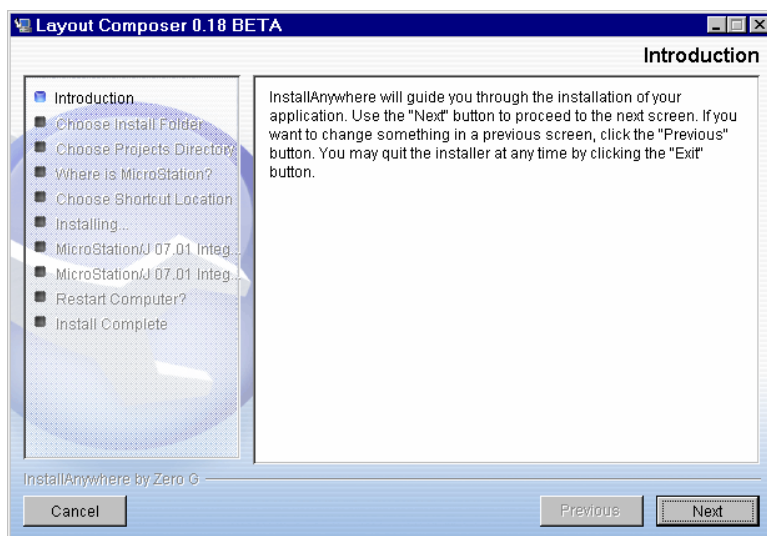 Layout Composer 0.18 BETA
Introduction
Introduction
Choose Install Folder
Choose Projects Directory
Where is MicroStation?
Choose Shortcut Location
Installing...
MicroStation/J 07.01 Integ...
MicroStation/J 07.01 Integ...
Restart Computer?
Install Complete
InstallAnywhere will guide you through the installation of your
application. Use the "Next" button to proceed to the next screen. If you
want to change something in a previous screen, click the "Previous"
button. You may quit the installer at any time by clicking the "Exit"
button.
InstallAnywhere by Zero G
Cancel
Previous
Next